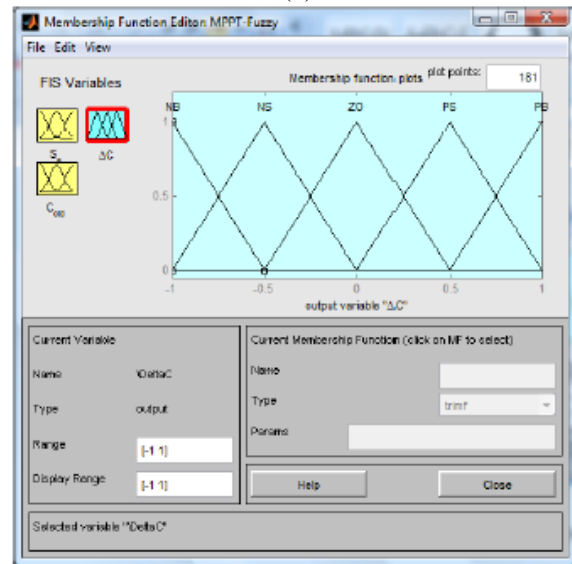 Membership Function Editor: MPPT-Fuzzy
File Edit View
FIS Variables
Membership function plots plot points: 181
NB NS ZO PS PB
1
0.5
0
-1 -0.5 0 0.5 1
output variable "ΔC"
ΔC
Current Variable
Name \DeltaC
Type output
Range [-1 1]
Display Range [-1 1]
Current Membership Function (click on MF to select)
Name
Type trimf
Params
Help Close
Selected variable "\DeltaC"